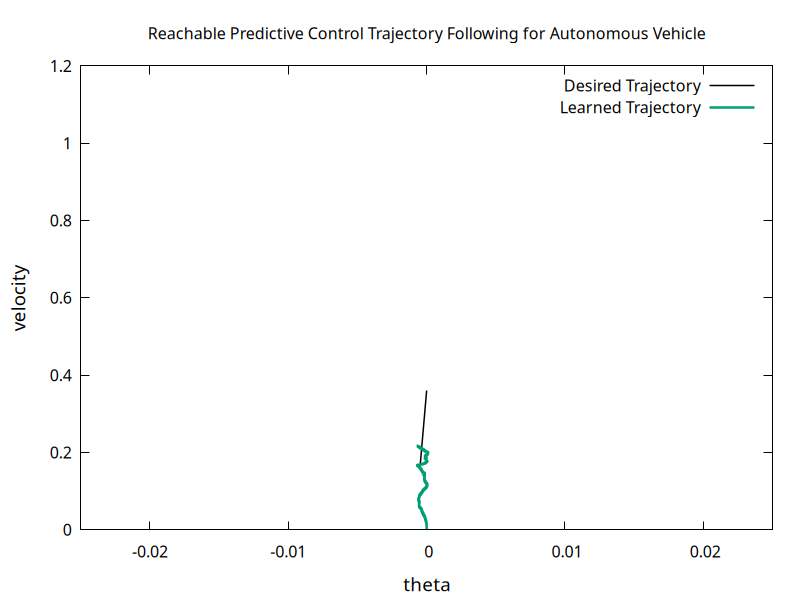 Reachable Predictive Control Trajectory Following for Autonomous Vehicle
Desired Trajectory
Learned Trajectory
1.2
1
0.8
0.6
0.4
0.2
0
velocity
-0.02 -0.01 0 0.01 0.02
theta